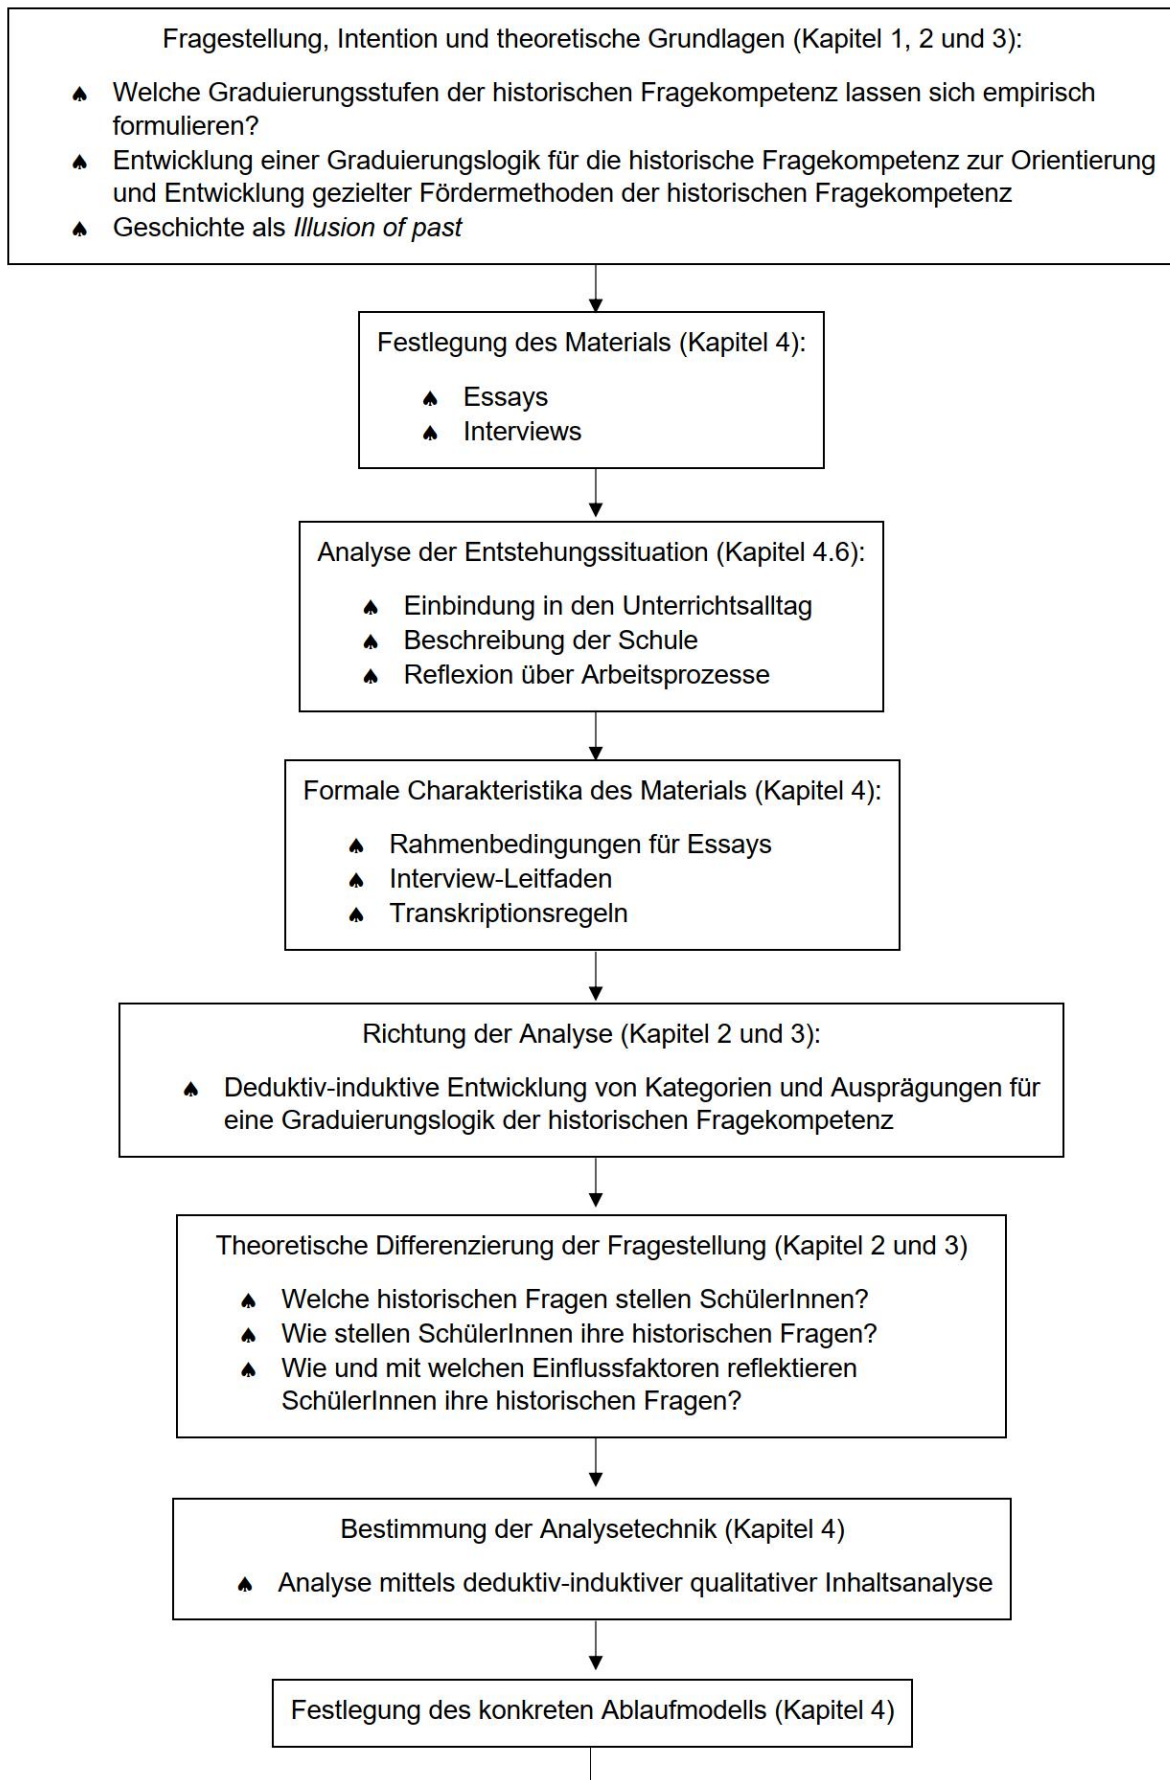 Fragestellung, Intention und theoretische Grundlagen (Kapitel 1, 2 und 3):
♠ Welche Graduierungsstufen der historischen Fragekompetenz lassen sich empirisch
formulieren?
♠ Entwicklung einer Graduierungslogik für die historische Fragekompetenz zur Orientierung
und Entwicklung gezielter Fördermethoden der historischen Fragekompetenz
♠ Geschichte als Illusion of past
Festlegung des Materials (Kapitel 4):
♠ Essays
♠ Interviews
Analyse der Entstehungssituation (Kapitel 4.6):
♠ Einbindung in den Unterrichtsalltag
♠ Beschreibung der Schule
♠ Reflexion über Arbeitsprozesse
Formale Charakteristika des Materials (Kapitel 4):
♠ Rahmenbedingungen für Essays
♠ Interview-Leitfaden
♠ Transkriptionsregeln
Richtung der Analyse (Kapitel 2 und 3):
♠ Deduktiv-induktive Entwicklung von Kategorien und Ausprägungen für
eine Graduierungslogik der historischen Fragekompetenz
Theoretische Differenzierung der Fragestellung (Kapitel 2 und 3)
♠ Welche historischen Fragen stellen SchülerInnen?
♠ Wie stellen SchülerInnen ihre historischen Fragen?
♠ Wie und mit welchen Einflussfaktoren reflektieren
SchülerInnen ihre historischen Fragen?
Bestimmung der Analysetechnik (Kapitel 4)
♠ Analyse mittels deduktiv-induktiver qualitativer Inhaltsanalyse
Festlegung des konkreten Ablaufmodells (Kapitel 4)